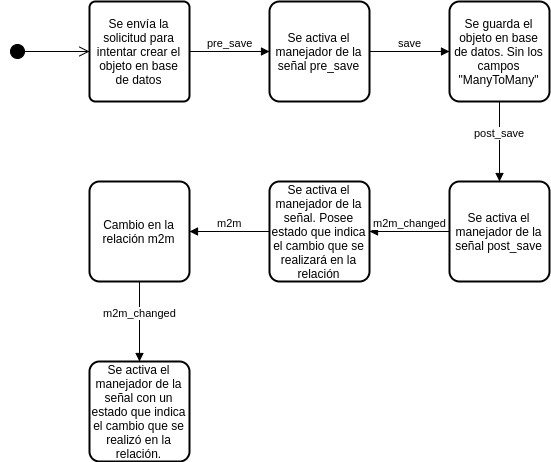 Se envía la
solicitud para
intentar crear el
objeto en base
de datos
pre_save
Se activa el
manejador de la
señal pre_save
save
Se guarda el
objeto en base
de datos. Sin los
campos
"ManyToMany"
post_save
Se activa el
manejador de la
señal post_save
m2m_changed
Se activa el
manejador de la
señal. Posee
estado que indica
el cambio que se
realizará en la
relación
m2m
Cambio en la
relación m2m
m2m_changed
Se activa el
manejador de la
señal con un
estado que indica
el cambio que se
realizó en la
relación.